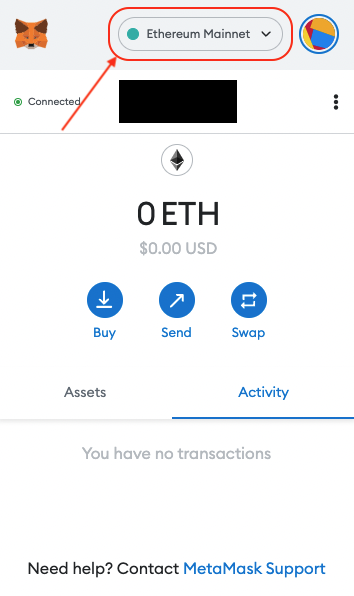 Ethereum Mainnet
Connected
0 ETH
$0.00 USD
Buy Send Swap
Assets Activity
You have no transactions
Need help? Contact MetaMask Support